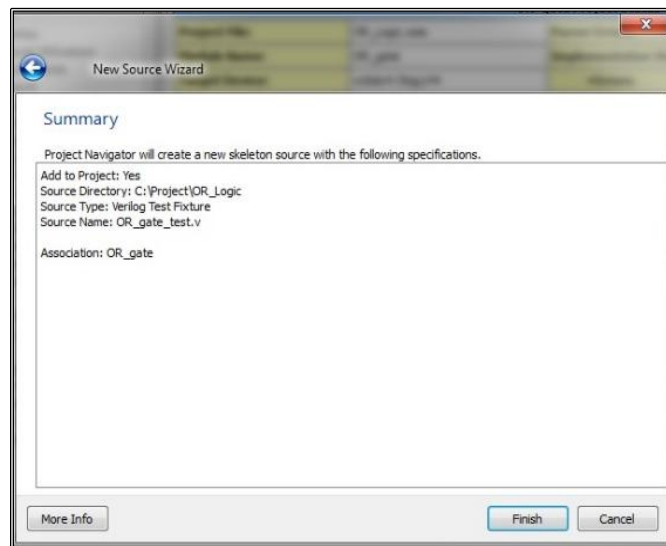 New Source Wizard
Summary
Project Navigator will create a new skeleton source with the following specifications.
Add to Project: Yes
Source Directory: C:\Project\OR_Logic
Source Type: Verilog Test Fixture
Source Name: OR_gate_test.v
Association: OR_gate
More Info
Finish
Cancel